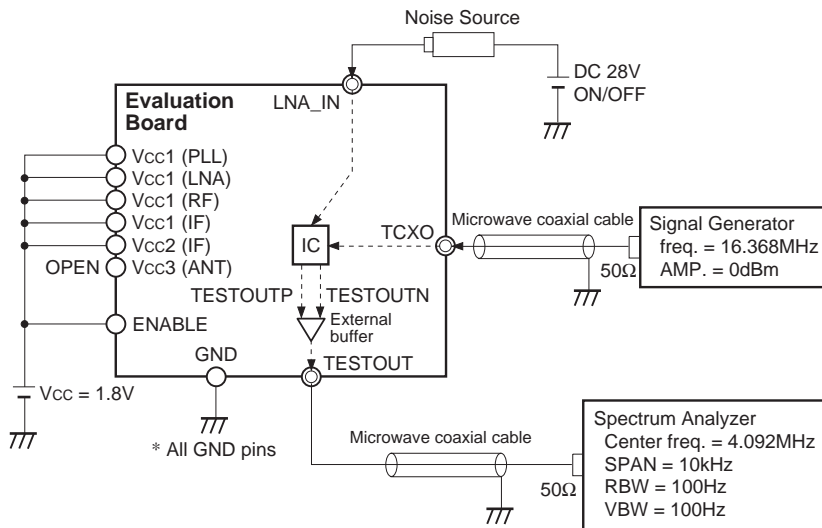 Noise Source
DC 28V
ON/OFF
LNA_IN
Evaluation
Board
VCC1 (PLL)
VCC1 (LNA)
VCC1 (RF)
VCC1 (IF)
VCC2 (IF)
OPEN
VCC3 (ANT)
ENABLE
IC
TCXO
Microwave coaxial cable
50Ω
Signal Generator
freq. = 16.368MHz
AMP. = 0dBm
TESTOUTP
TESTOUTN
External
buffer
GND
TESTOUT
VCC = 1.8V
* All GND pins
Microwave coaxial cable
50Ω
Spectrum Analyzer
Center freq. = 4.092MHz
SPAN = 10kHz
RBW = 100Hz
VBW = 100Hz